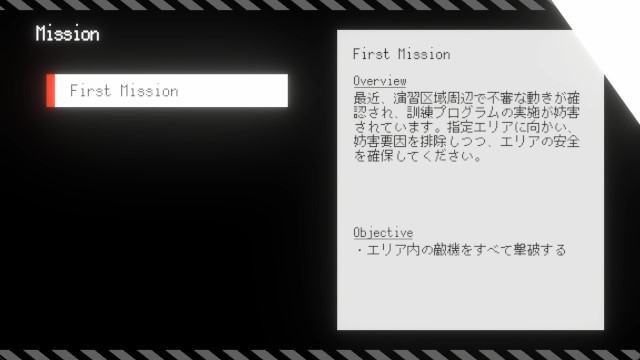 Mission
First Mission
First Mission
Overview
最近、演習区域周辺で不審な動きが確
認され、訓練プログラムの実施が妨害
されています。指定エリアに向かい、
妨害要因を排除しつつ、エリアの安全
を確保してください。
Objective
・エリア内の敵機をすべて撃破する